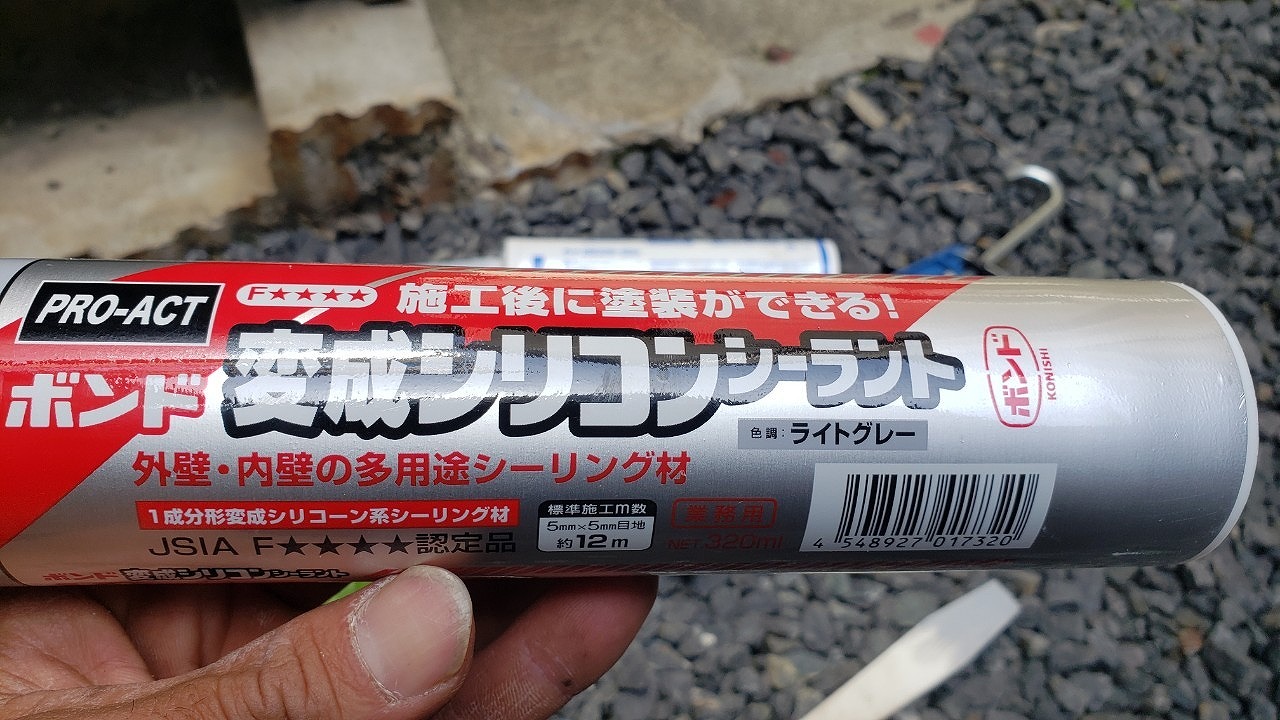 PRO-ACT
F★★★★
施工後に塗装ができる!
ボンド
変成シリコンシーラント
ボンド
KONISHI
色調:ライトグレー
外壁・内壁の多用途シーリング材
1成分形変成シリコーン系シーリング材
JSIA F★★★★認定品
標準施工m数
5mm×5mm目地
約12m
業務用
NET.320ml
4 548927 017320
ボンド変成シリコンシーラント